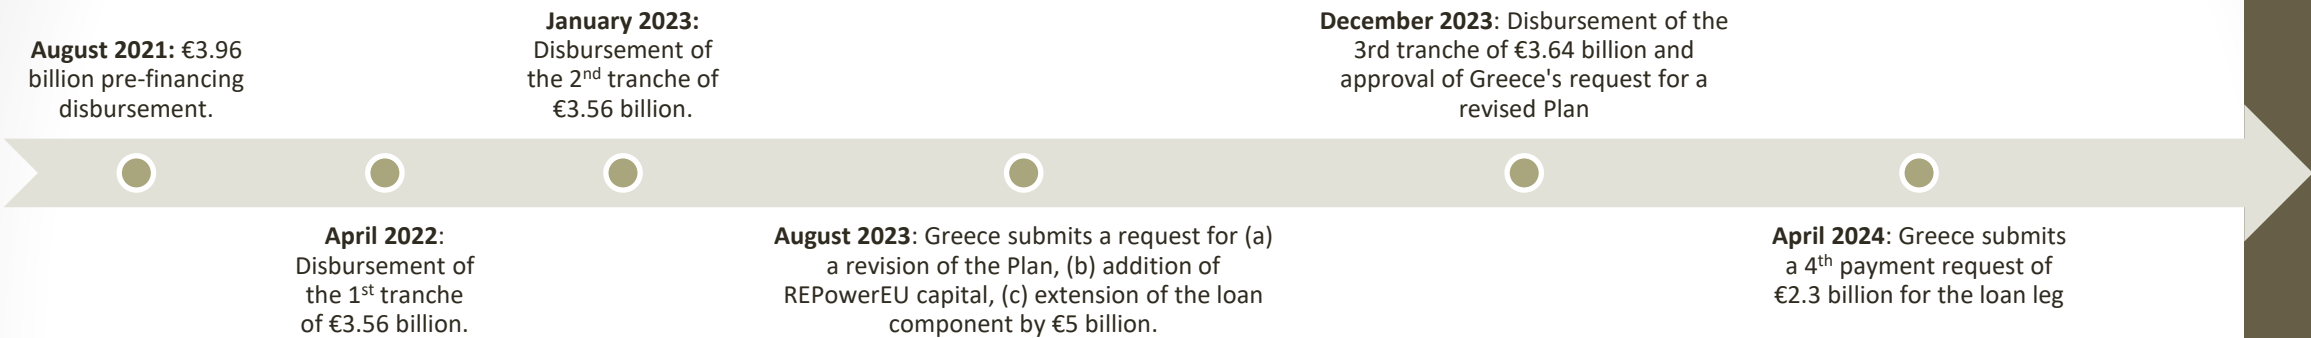 August 2021: €3.96
billion pre-financing
disbursement.
April 2022:
Disbursement of
the 1st tranche
of €3.56 billion.
January 2023:
Disbursement of
the 2nd tranche of
€3.56 billion.
August 2023: Greece submits a request for (a)
a revision of the Plan, (b) addition of
REPowerEU capital, (c) extension of the loan
component by €5 billion.
December 2023: Disbursement of the
3rd tranche of €3.64 billion and
approval of Greece's request for a
revised Plan
April 2024: Greece submits
a 4th payment request of
€2.3 billion for the loan leg